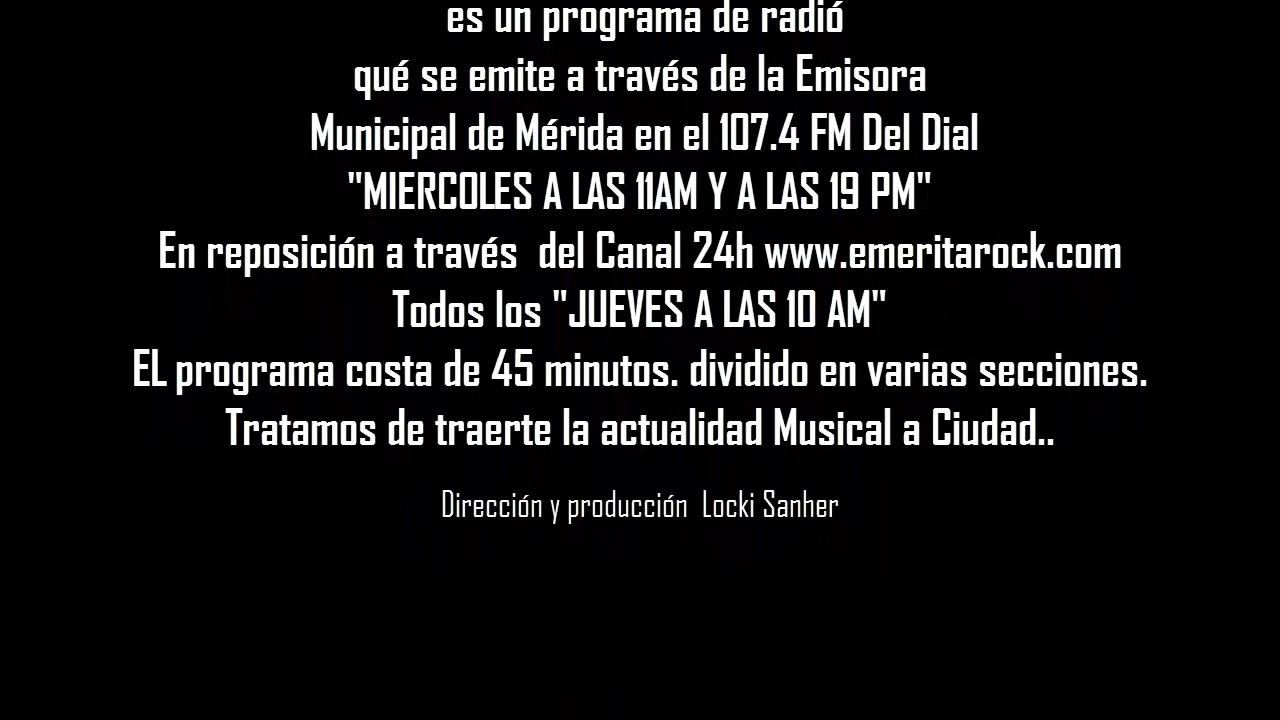 es un programa de radió
qué se emite a través de la Emisora
Municipal de Mérida en el 107.4 FM Del Dial
"MIERCOLES A LAS 11AM Y A LAS 19 PM"
En reposición a través  del Canal 24h www.emeritarock.com
Todos los "JUEVES A LAS 10 AM"
EL programa costa de 45 minutos. dividido en varias secciones.
Tratamos de traerte la actualidad Musical a Ciudad..
Dirección y producción  Locki Sanher